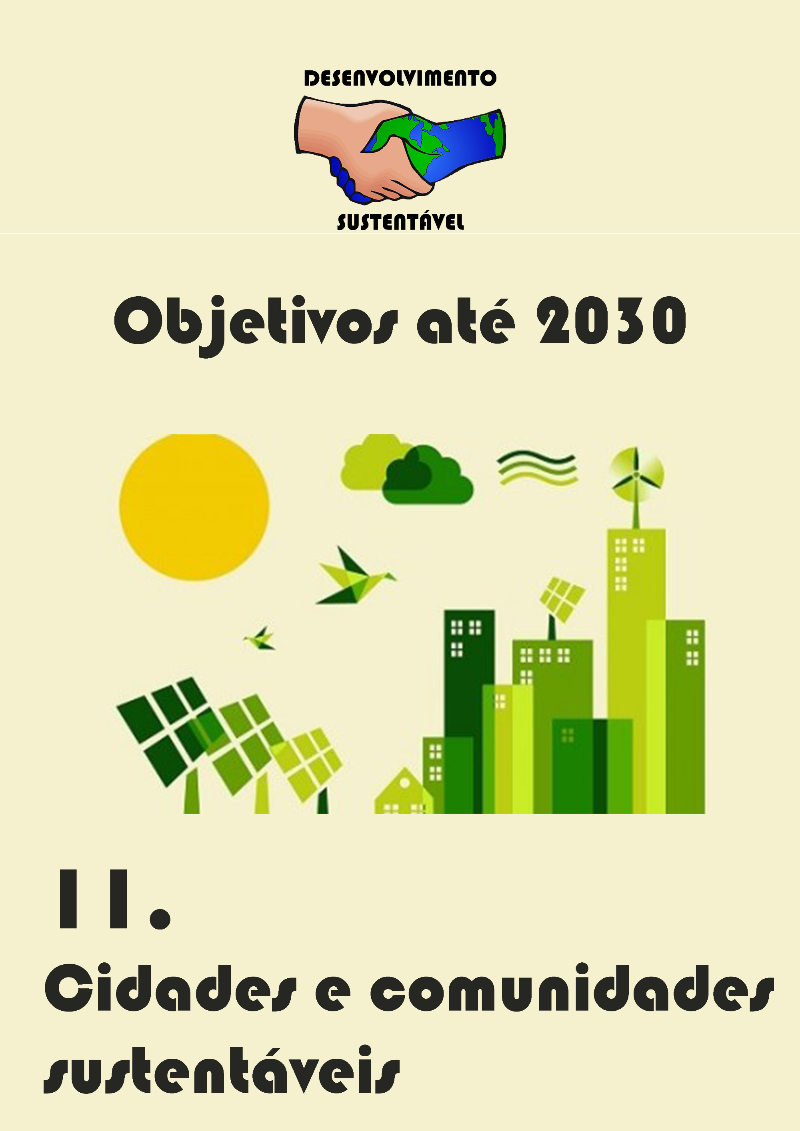 DESENVOLVIMENTO
SUSTENTÁVEL
Objetivos até 2030
11.
Cidades e comunidades
sustentáveis